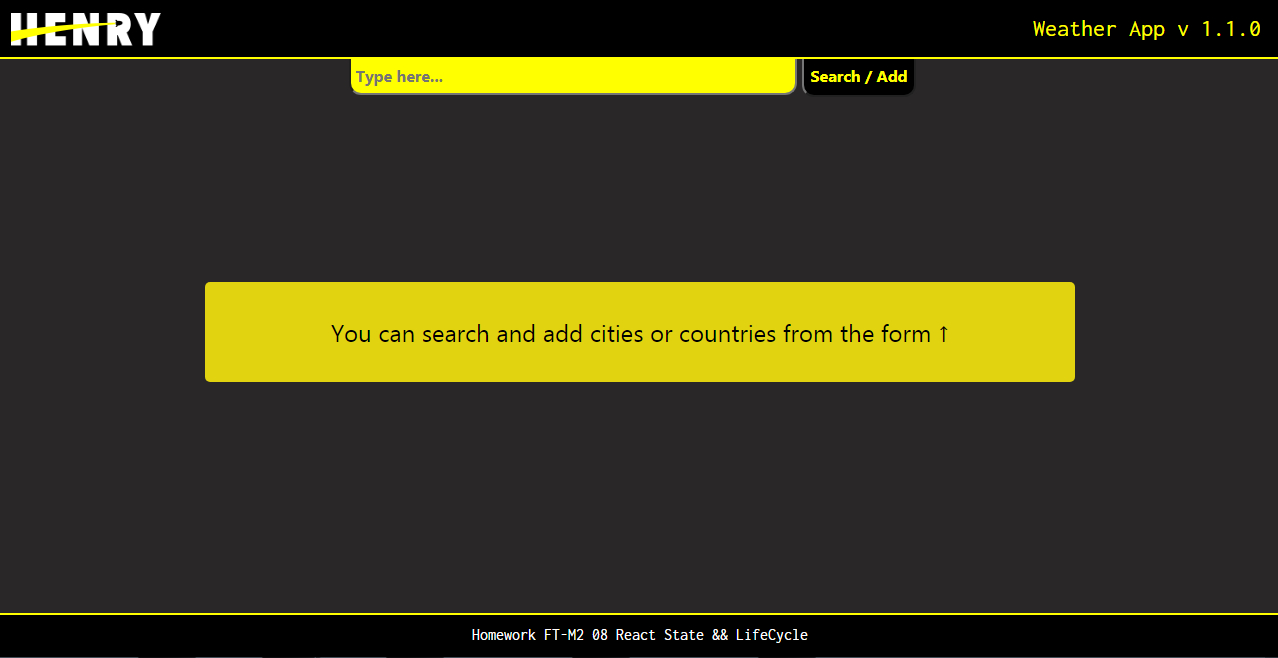 HENRY
Weather App v 1.1.0
Type here...
Search / Add
You can search and add cities or countries from the form ↑
Homework FT-M2 08 React State && LifeCycle